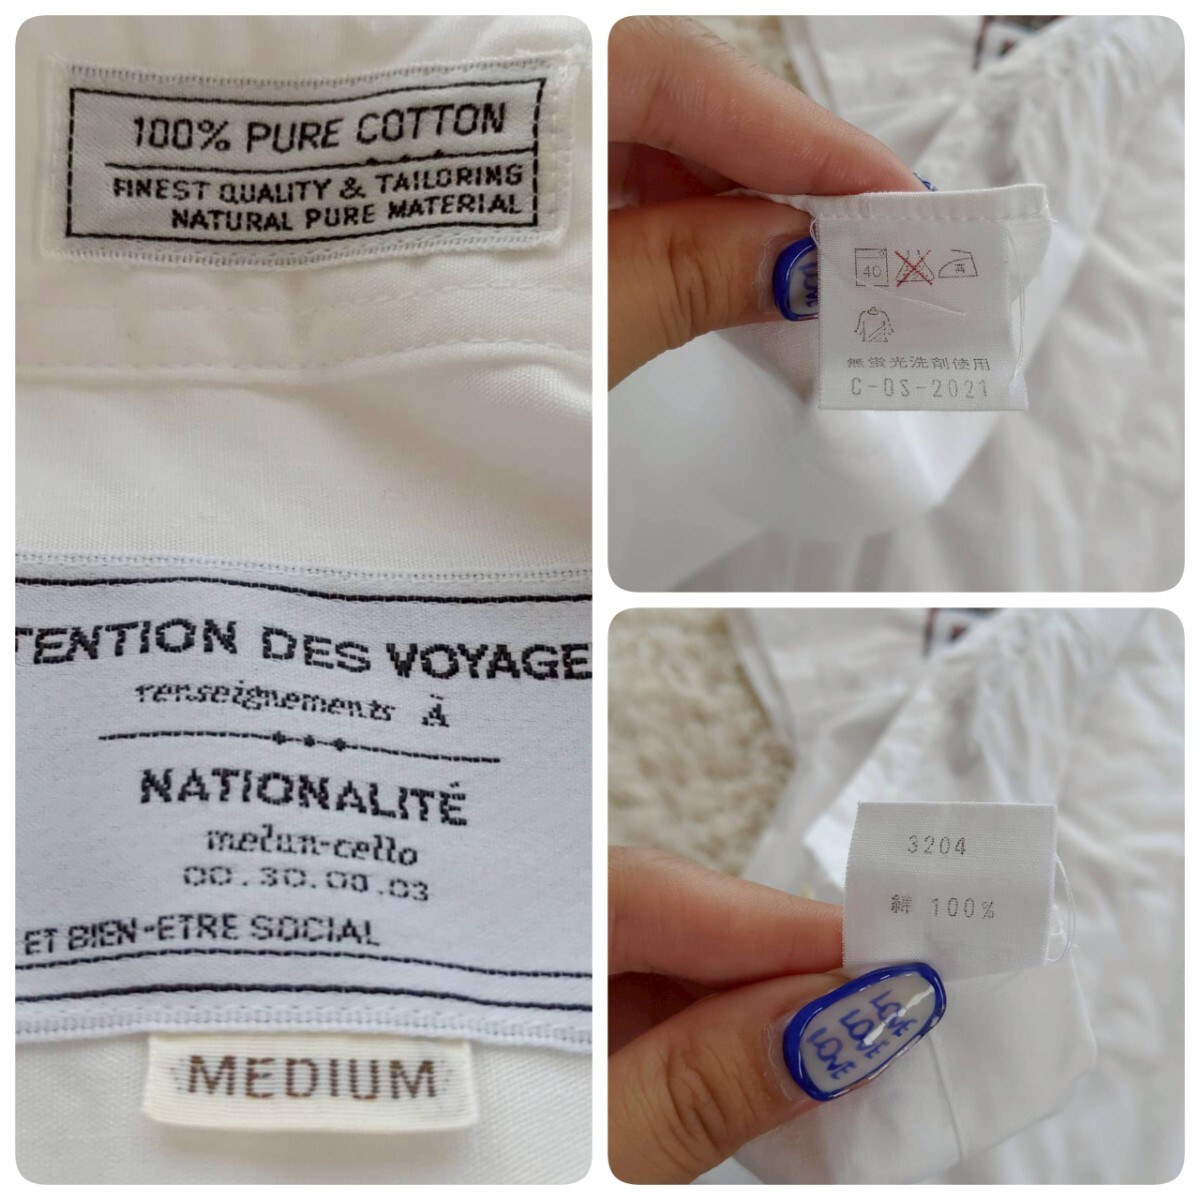 100% PURE COTTON
FINEST QUALITY & TAILORING
NATURAL PURE MATERIAL
TENTION DES VOYAGE
renseignements À
NATIONALITÉ
melun-cello
00.30.00.03
ET BIEN-ETRE SOCIAL
MEDIUM
40
高
無蛍光洗剤使用
C-OS-2021
3204
綿 100%
LOVE
LOVE
LOVE